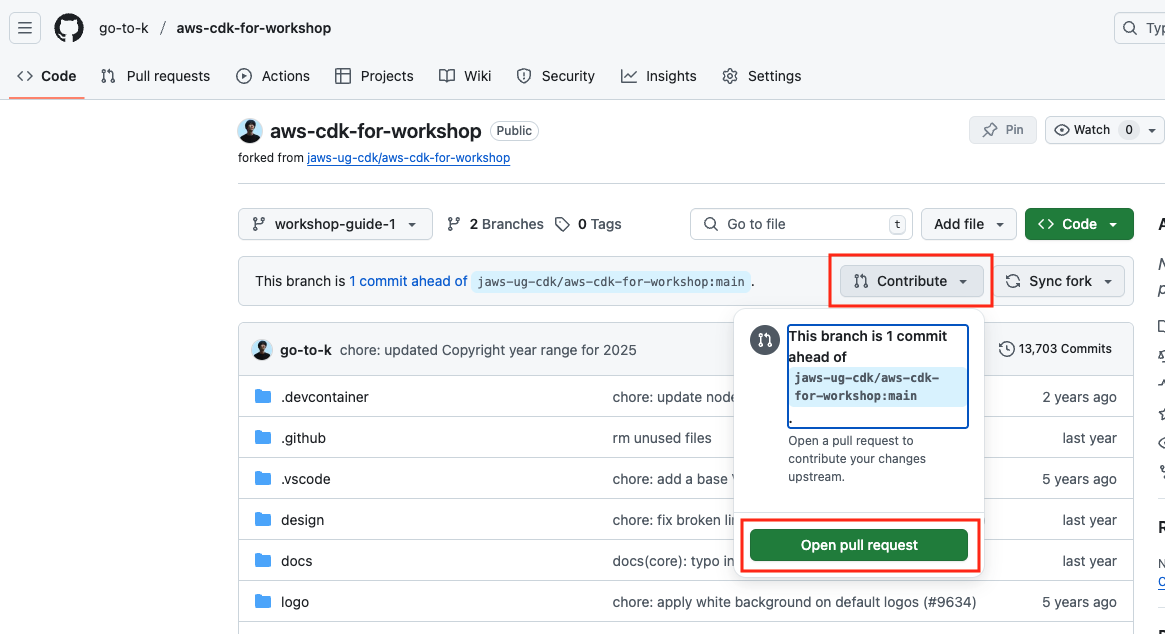 go-to-k / aws-cdk-for-workshop
Code Pull requests Actions Projects Wiki Security Insights Settings
aws-cdk-for-workshop Public
Pin Watch 0
forked from jaws-ug-cdk/aws-cdk-for-workshop
workshop-guide-1 2 Branches 0 Tags Go to file t Add file Code
This branch is 1 commit ahead of jaws-ug-cdk/aws-cdk-for-workshop:main .
Contribute Sync fork
This branch is 1 commit
ahead of
jaws-ug-cdk/aws-cdk-
for-workshop:main
.
Open a pull request to
contribute your changes
upstream.
Open pull request
go-to-k chore: updated Copyright year range for 2025 13,703 Commits
.devcontainer chore: update node 2 years ago
.github rm unused files last year
.vscode chore: add a base 5 years ago
design chore: fix broken last year
docs docs(core): typo in last year
logo chore: apply white background on default logos (#9634) 5 years ago